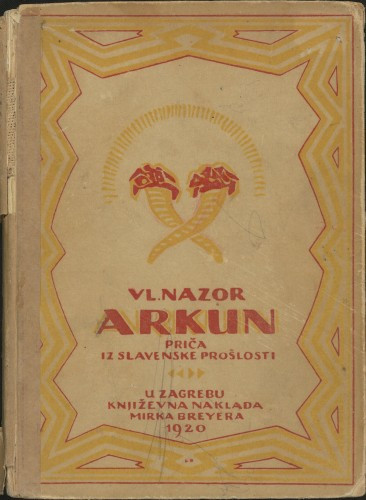 VL. NAZOR
ARKUN
PRIČA
IZ SLAVENSKE PROŠLOSTI
U ZAGREBU
KNJIŽEVNA NAKLADA
MIRKA BREYERA
1920